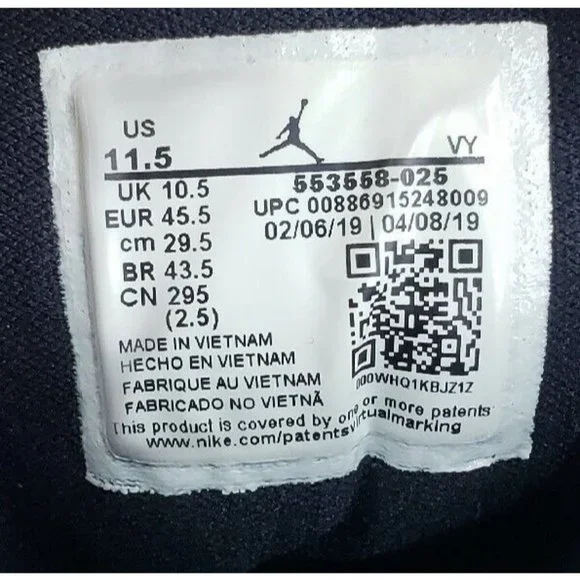 US
11.5
VY
UK 10.5
EUR 45.5
cm 29.5
BR 43.5
CN 295
(2.5)
553558-025
UPC 00886915248009
02/06/19 | 04/08/19
000WHQ1KBJZ1Z
MADE IN VIETNAM
HECHO EN VIETNAM
FABRIQUE AU VIETNAM
FABRICADO NO VIETNÃ
This product is covered by one or more patents
www.nike.com/patentsvirtualmarking